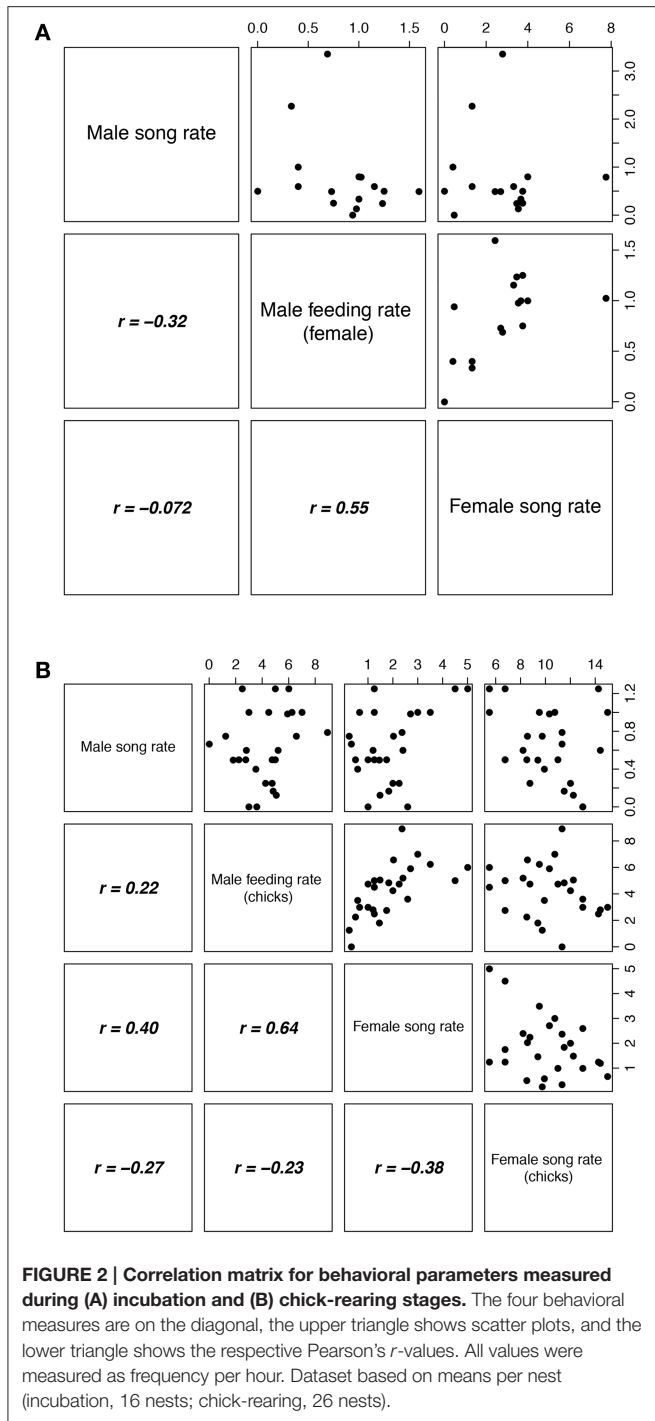 A
0.0 0.5 1.0 1.5 0 2 4 6 8
Male song rate
0.0 1.0 2.0 3.0
r = −0.32
Male feeding rate
(female)
0.0 0.5 1.0 1.5
r = −0.072
r = 0.55
Female song rate
B
0 2 4 6 8 1 2 3 4 5 6 8 10 14
Male song rate
0.0 0.4 0.8 1.2
r = 0.22
Male feeding rate
(chicks)
0 2 4 6 8
r = 0.40
r = 0.64
Female song rate
1 2 3 4 5
r = −0.27
r = −0.23
r = −0.38
Female song rate
(chicks)
FIGURE 2 | Correlation matrix for behavioral parameters measured
during (A) incubation and (B) chick-rearing stages. The four behavioral
measures are on the diagonal, the upper triangle shows scatter plots, and the
lower triangle shows the respective Pearson's r-values. All values were
measured as frequency per hour. Dataset based on means per nest
(incubation, 16 nests; chick-rearing, 26 nests).